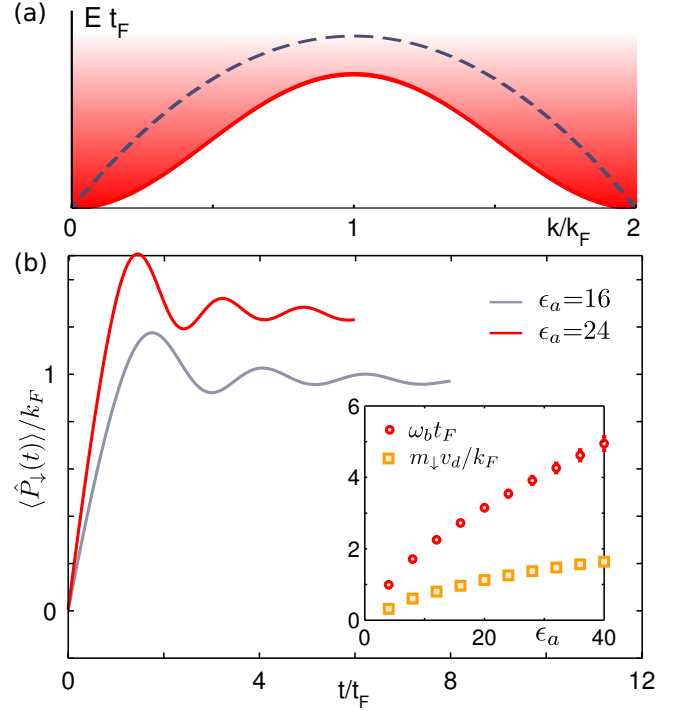 (a)
E t_F
0
1
k/k_F
2
(b)
ϵ_a=16
ϵ_a=24
1
0
⟨P̂_↓(t)⟩/k_F
6
4
2
0
ω_b t_F
m_↓v_d/k_F
0
20
ϵ_a
40
0
4
t/t_F
8
12